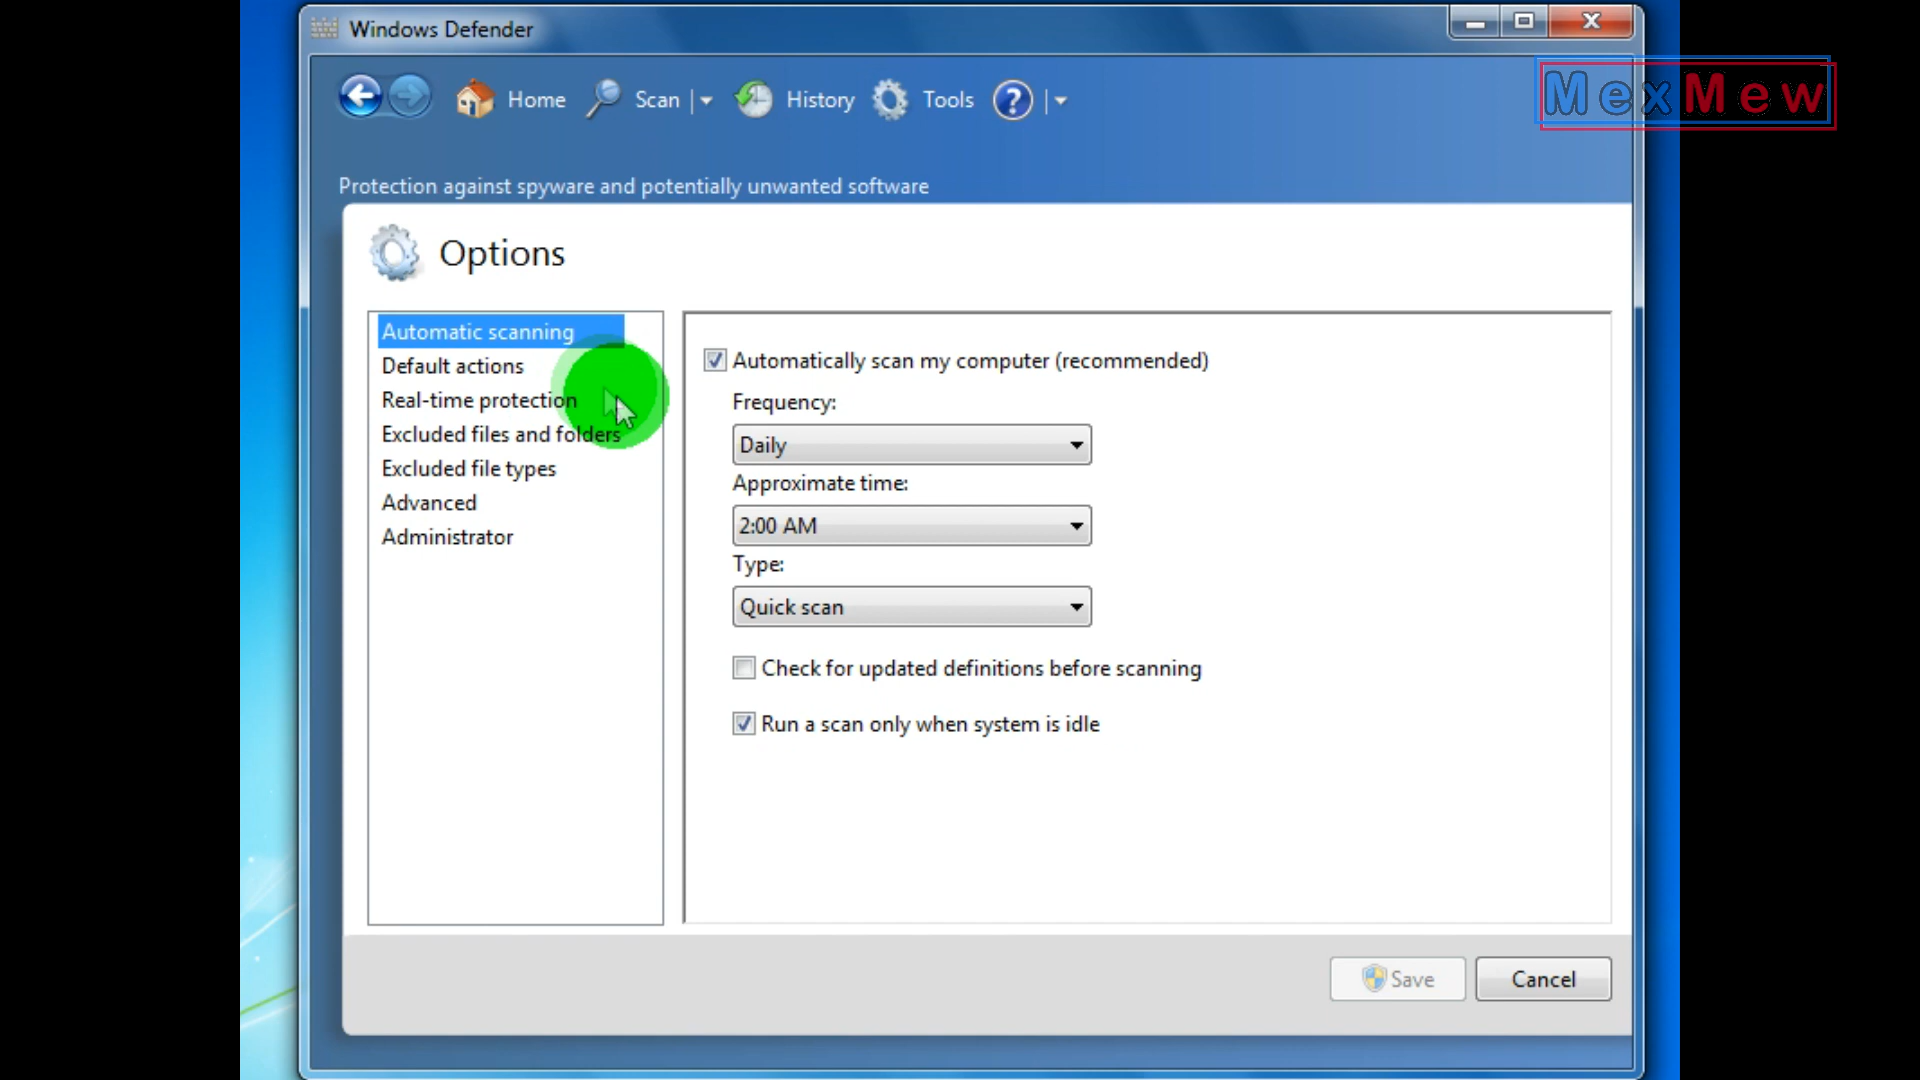 Windows Defender
MexMew
Home Scan History Tools ?
Protection against spyware and potentially unwanted software
Options
Automatic scanning
Default actions
Real-time protection
Excluded files and folders
Excluded file types
Advanced
Administrator
Automatically scan my computer (recommended)
Frequency:
Daily
Approximate time:
2:00 AM
Type:
Quick scan
Check for updated definitions before scanning
Run a scan only when system is idle
Save Cancel